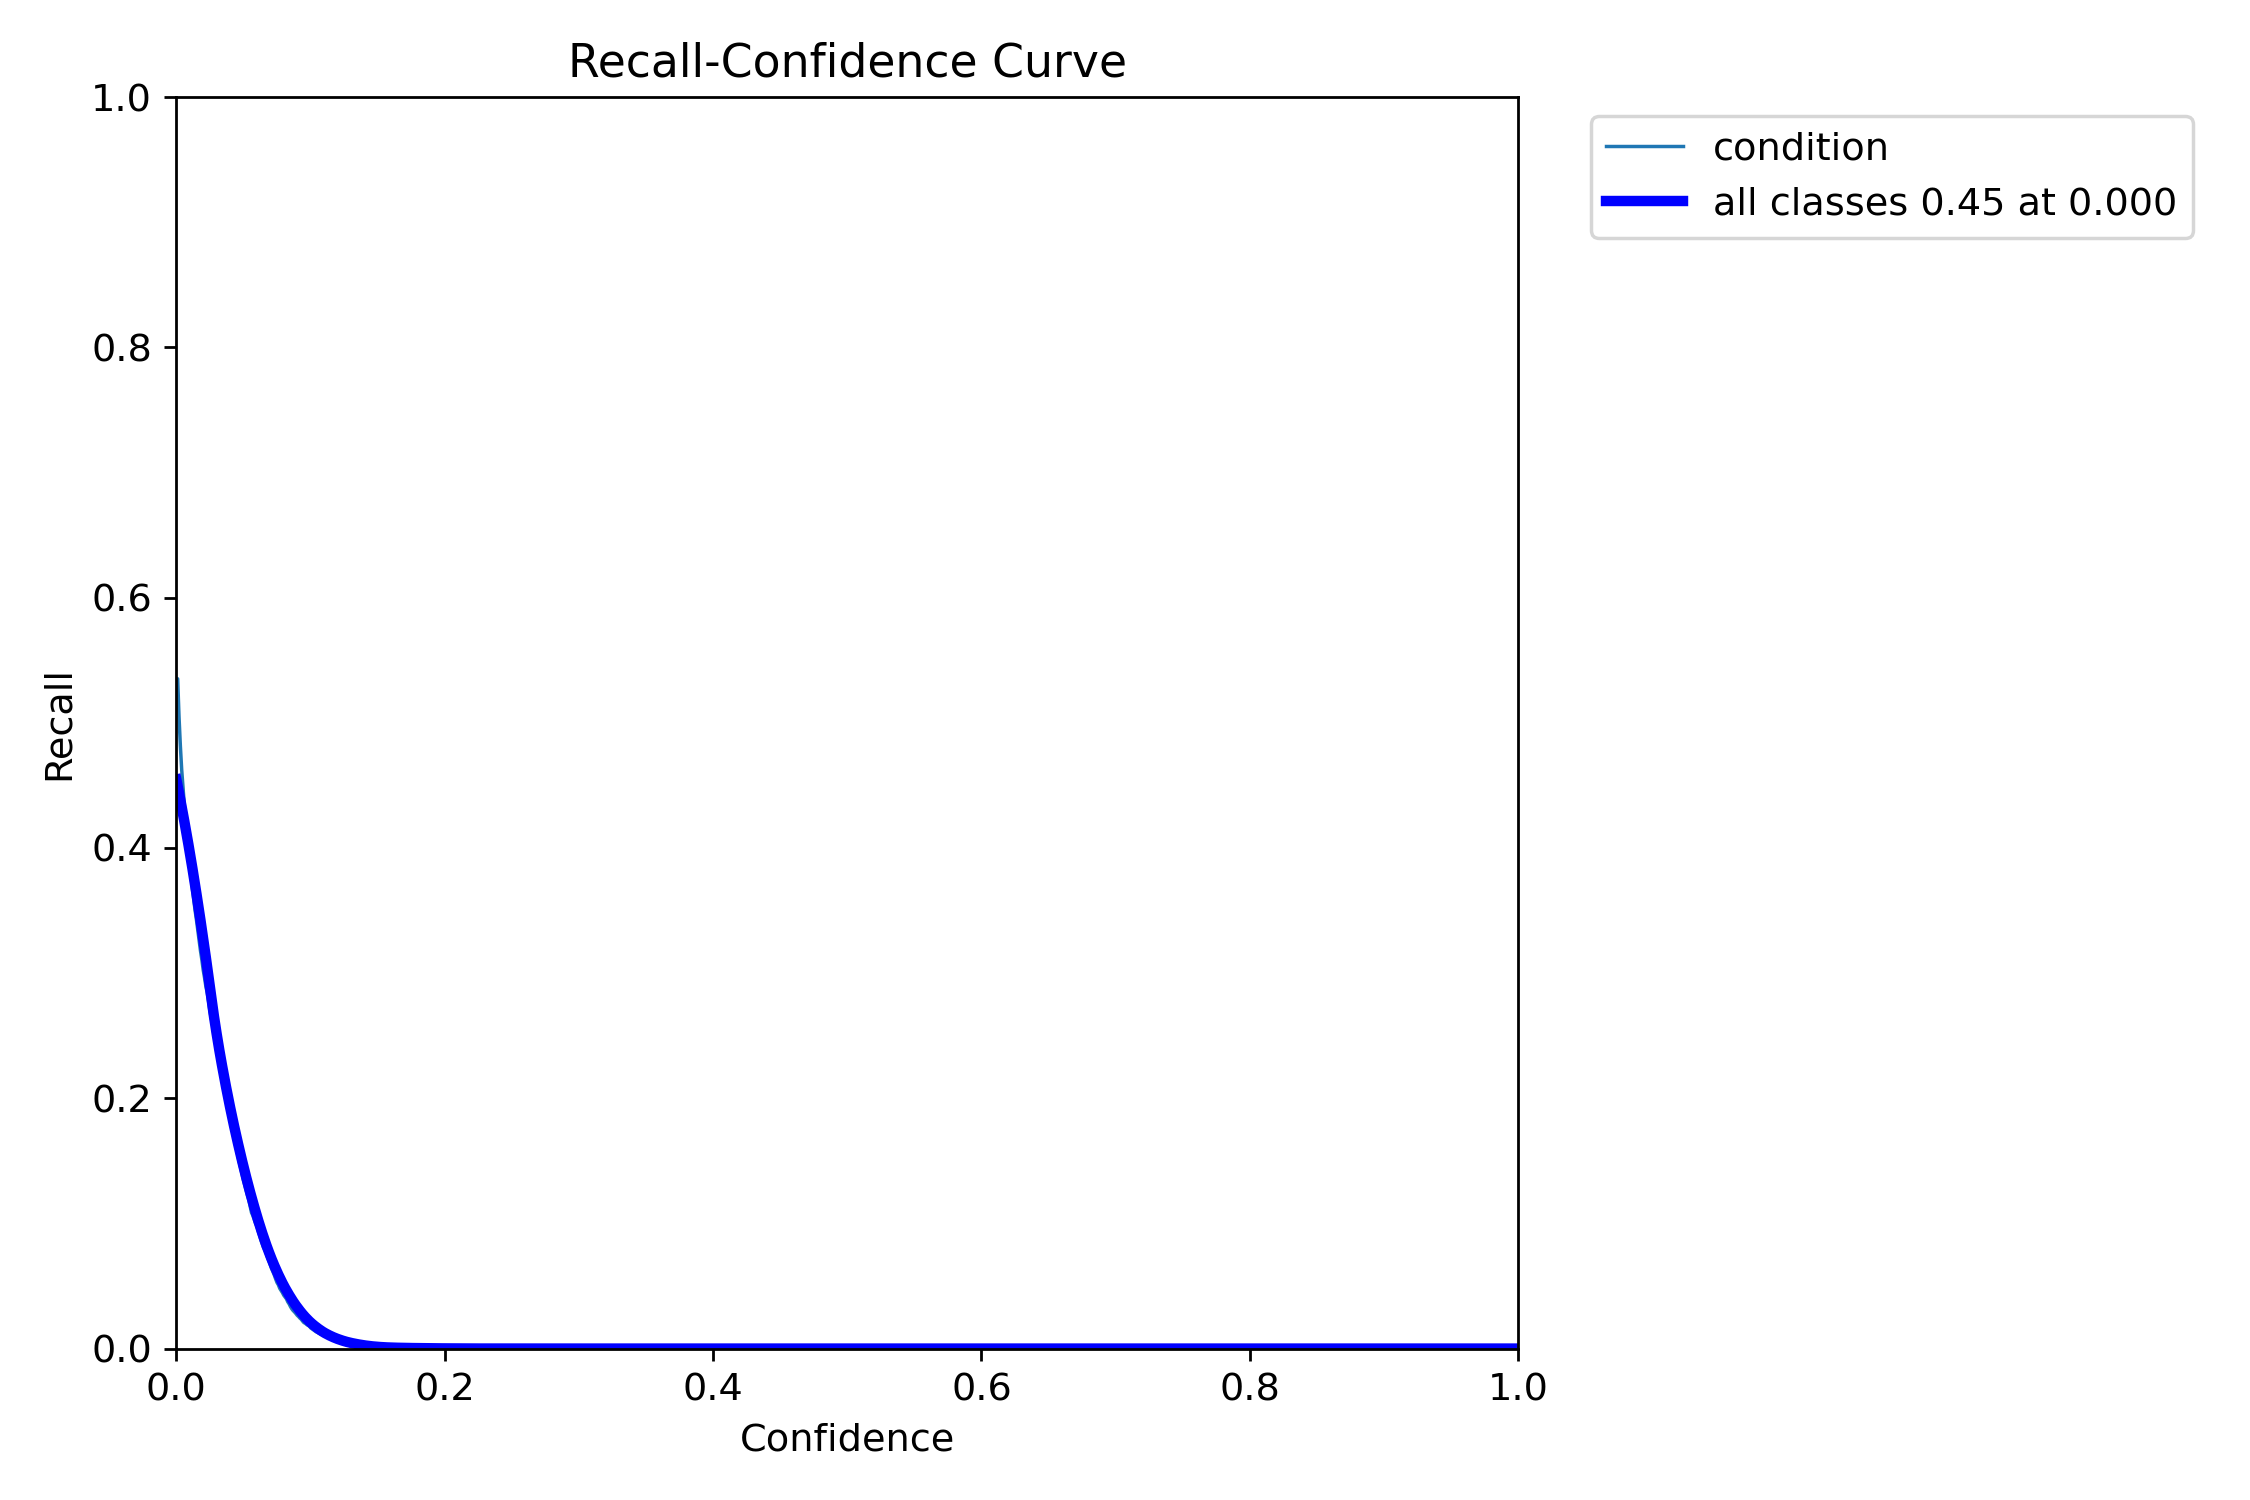 Recall-Confidence Curve
1.0
0.8
0.6
0.4
0.2
0.0
Recall
0.0 0.2 0.4 0.6 0.8 1.0
Confidence
condition
all classes 0.45 at 0.000